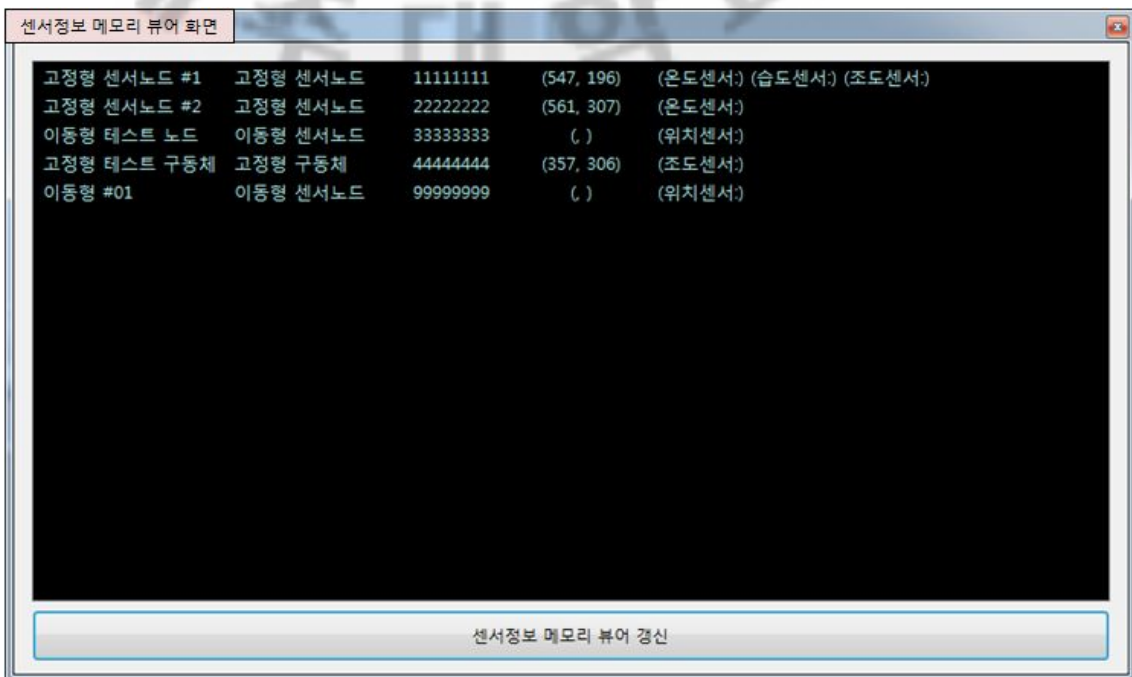 센서정보 메모리 뷰어 화면
고정형 센서노드 #1 고정형 센서노드 11111111 (547, 196) (온도센서:) (습도센서:) (조도센서:)
고정형 센서노드 #2 고정형 센서노드 22222222 (561, 307) (온도센서:)
이동형 테스트 노드 이동형 센서노드 33333333 (, ) (위치센서:)
고정형 테스트 구동체 고정형 구동체 44444444 (357, 306) (조도센서:)
이동형 #01 이동형 센서노드 99999999 (, ) (위치센서:)
센서정보 메모리 뷰어 갱신